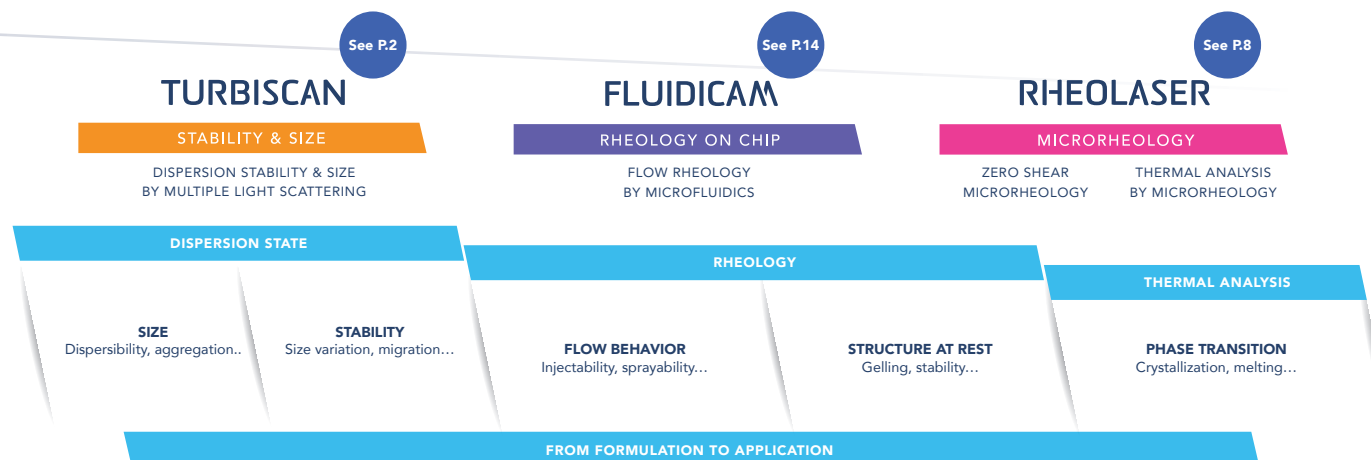 See P.2
See P.14
See P.8
TURBISCAN
FLUIDICAM
RHEOLASER
STABILITY & SIZE
RHEOLOGY ON CHIP
MICRORHEOLOGY
DISPERSION STABILITY & SIZE
BY MULTIPLE LIGHT SCATTERING
FLOW RHEOLOGY
BY MICROFLUIDICS
ZERO SHEAR
MICRORHEOLOGY
THERMAL ANALYSIS
BY MICRORHEOLOGY
DISPERSION STATE
RHEOLOGY
THERMAL ANALYSIS
SIZE
Dispersibility, aggregation..
STABILITY
Size variation, migration...
FLOW BEHAVIOR
Injectability, sprayability...
STRUCTURE AT REST
Gelling, stability...
PHASE TRANSITION
Crystallization, melting...
FROM FORMULATION TO APPLICATION